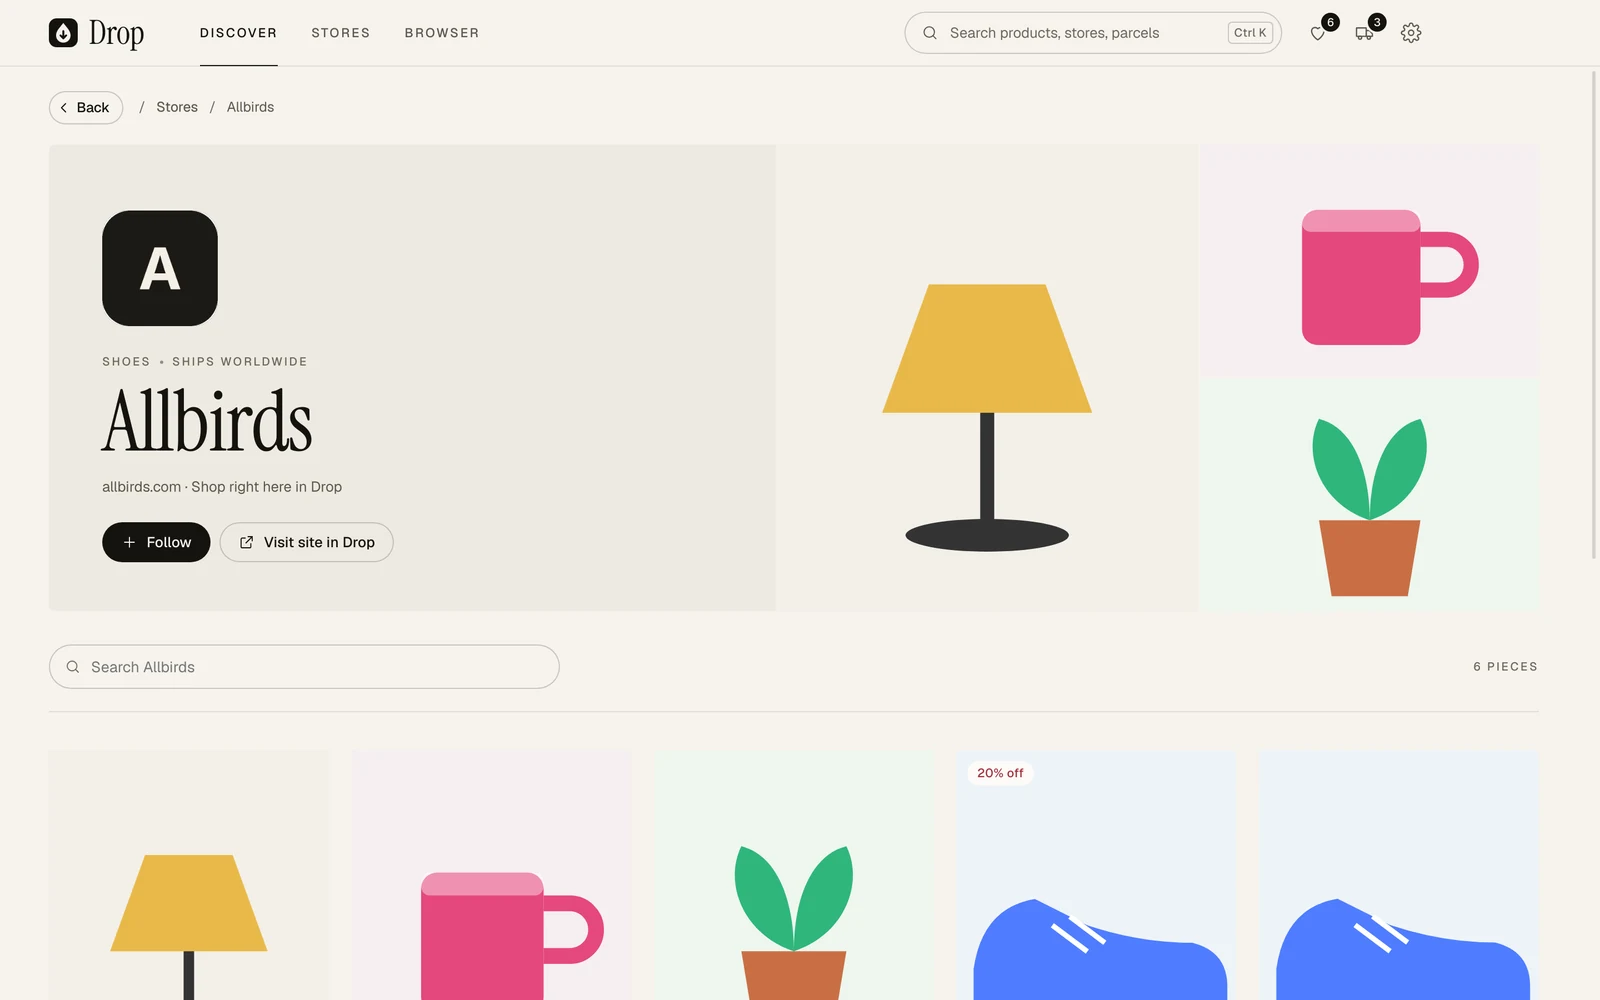 Drop
DISCOVER STORES BROWSER
Search products, stores, parcels Ctrl K
6
3
Back / Stores / Allbirds
A
SHOES • SHIPS WORLDWIDE
Allbirds
allbirds.com · Shop right here in Drop
+ Follow
Visit site in Drop
Search Allbirds
6 PIECES
20% off